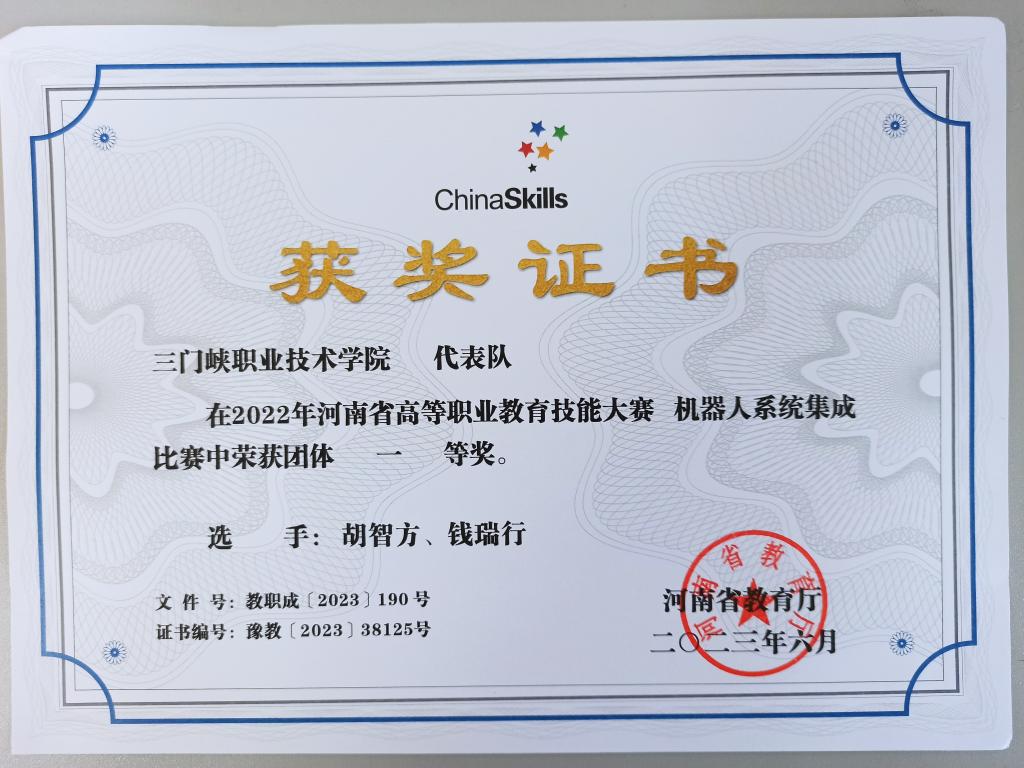 ChinaSkills
获奖证书
三门峡职业技术学院 代表队
在2022年河南省高等职业教育技能大赛 机器人系统集成
比赛中荣获团体 一 等奖。
选 手：胡智方、钱瑞行
文 件 号：教职成〔2023〕190 号
证书编号：豫教〔2023〕38125号
河南省教育厅
二〇二三年六月
河南省教育厅